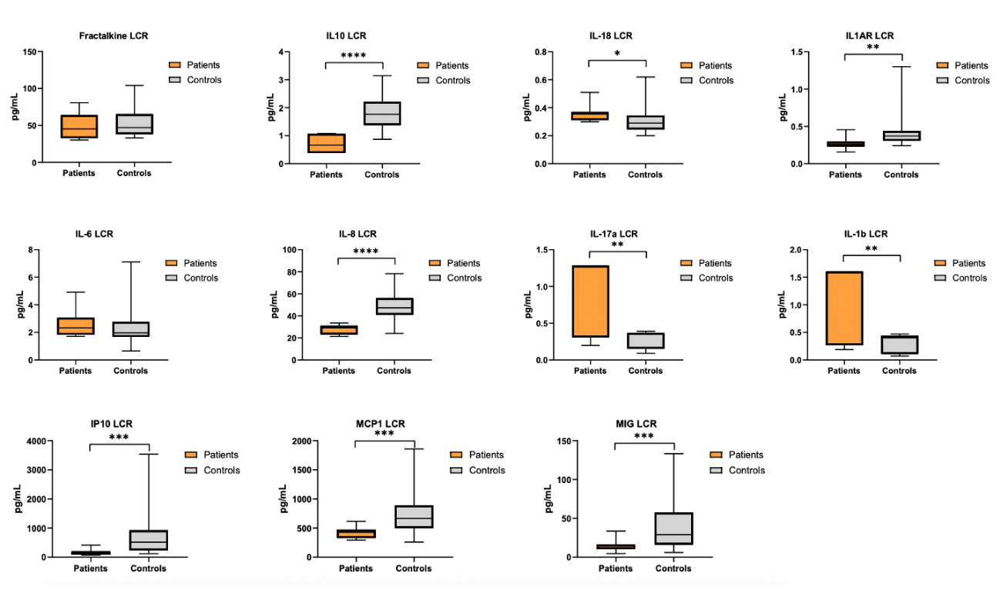 Fractalkine LCR
150
100
50
0
pg/mL
Patients
Controls
Patients
Controls
IL10 LCR
****
4
3
2
1
0
pg/mL
Patients
Controls
Patients
Controls
IL-18 LCR
*
0.8
0.6
0.4
0.2
0.0
pg/mL
Patients
Controls
Patients
Controls
IL1AR LCR
**
1.5
1.0
0.5
0.0
pg/mL
Patients
Controls
Patients
Controls
IL-6 LCR
8
6
4
2
0
pg/mL
Patients
Controls
Patients
Controls
IL-8 LCR
****
100
80
60
40
20
0
pg/mL
Patients
Controls
Patients
Controls
IL-17a LCR
**
1.5
1.0
0.5
0.0
pg/mL
Patients
Controls
Patients
Controls
IL-1b LCR
**
2.0
1.5
1.0
0.5
0.0
pg/mL
Patients
Controls
Patients
Controls
IP10 LCR
***
4000
3000
2000
1000
0
pg/mL
Patients
Controls
Patients
Controls
MCP1 LCR
***
2000
1500
1000
500
0
pg/mL
Patients
Controls
Patients
Controls
MIG LCR
***
150
100
50
0
pg/mL
Patients
Controls
Patients
Controls